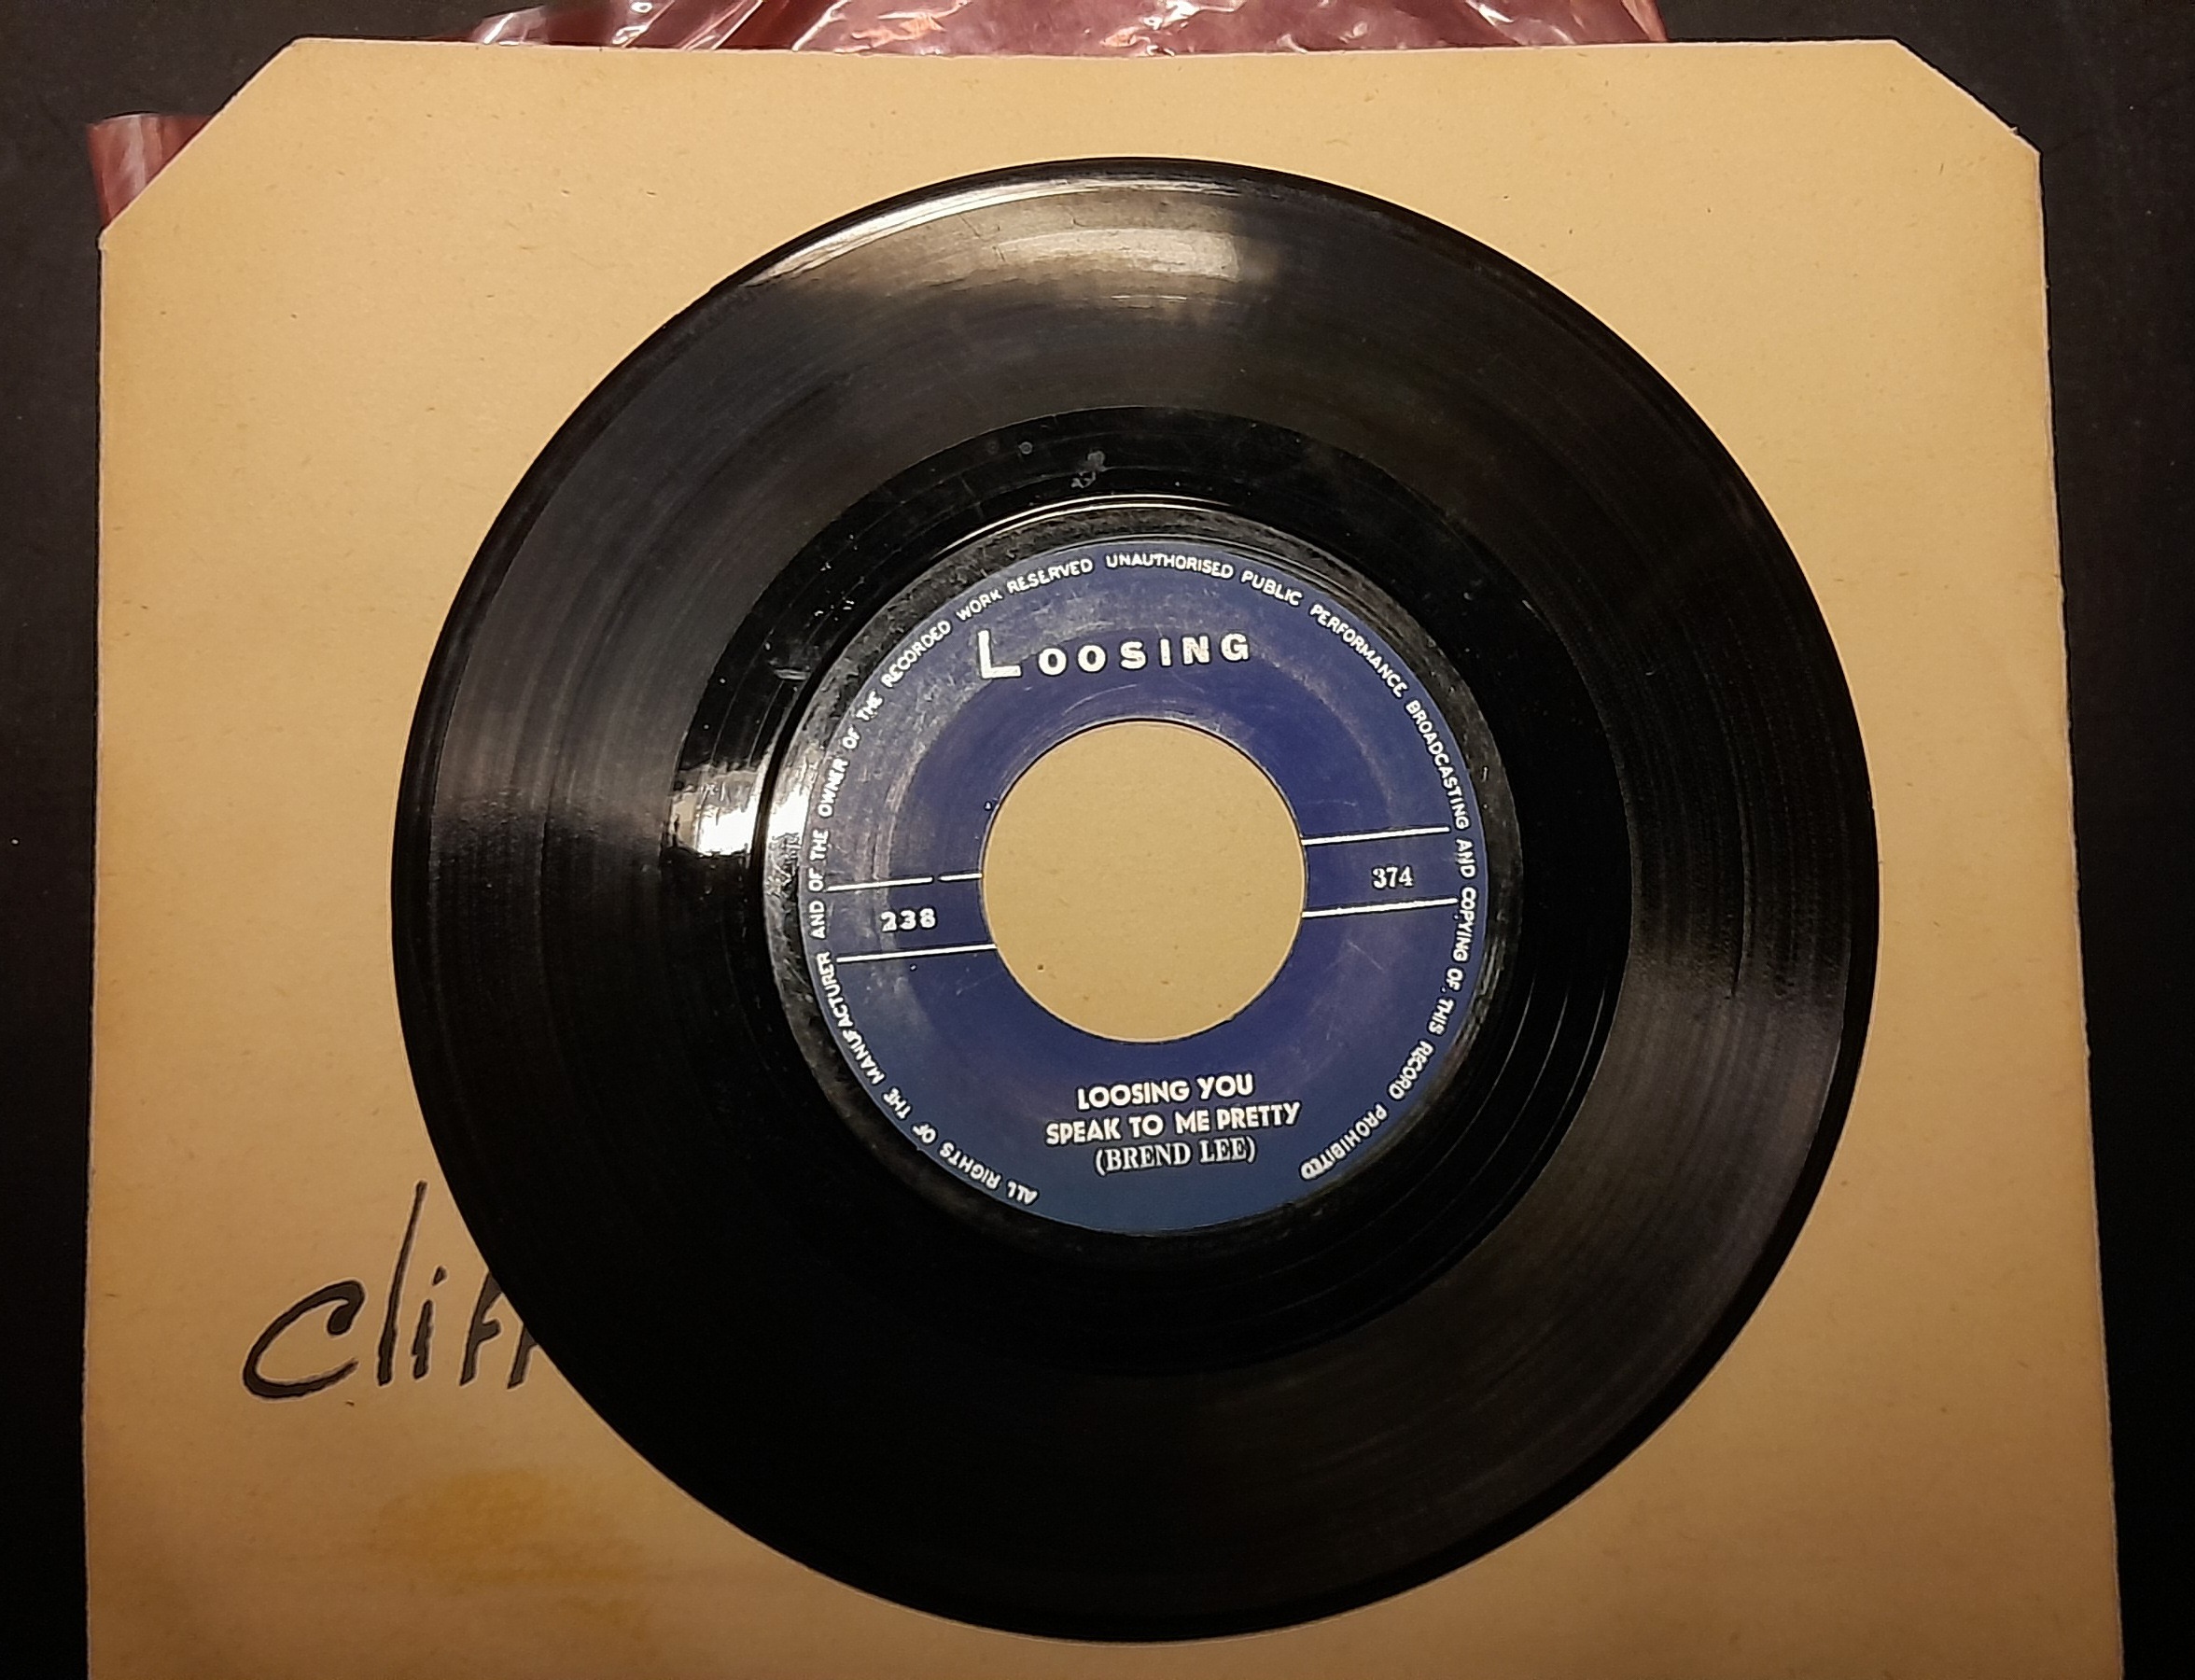 ALL RIGHTS OF THE MANUFACTURER AND OF THE OWNER OF THE RECORDED WORK RESERVED UNAUTHORISED PUBLIC PERFORMANCE BROADCASTING AND COPYING OF THIS RECORD PROHIBITED
LOOSING
238
374
LOOSING YOU
SPEAK TO ME PRETTY
(BREND LEE)